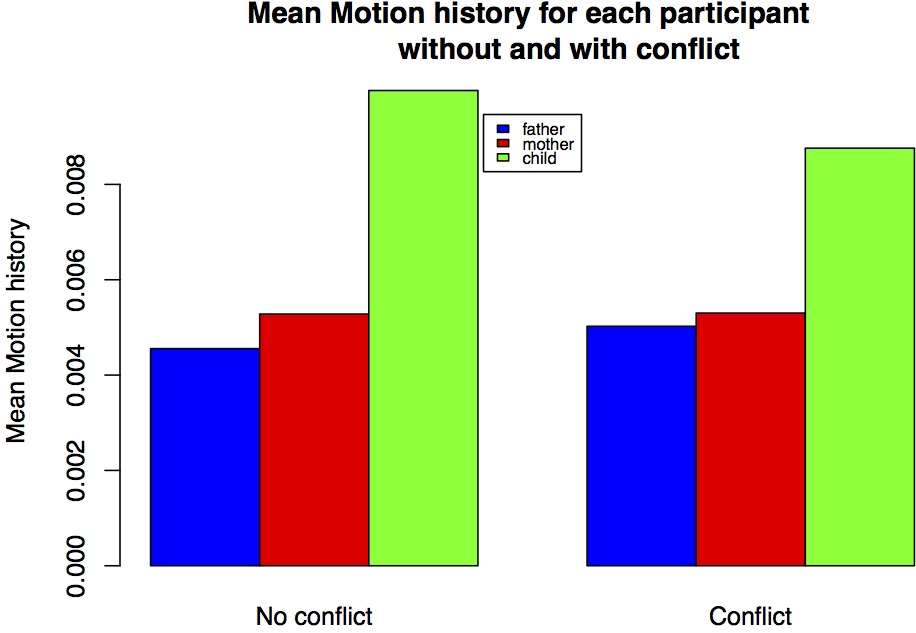 Mean Motion history for each participant
without and with conflict
father
mother
child
Mean Motion history
0.008
0.006
0.004
0.002
0.000
No conflict
Conflict